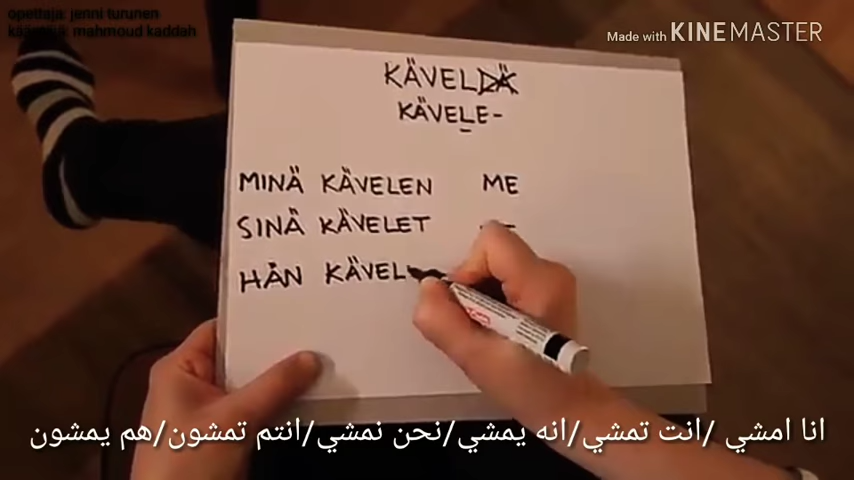 opettaja: jenni turunen
kääntäjä: mahmoud kaddah
Made with KINEMASTER
KÄVELDÄ
KÄVELE-
MINÄ KÄVELEN ME
SINÄ KÄVELET
HÄN KÄVEL
انا امشي /انت تمشي/انه يمشي/نحن نمشي/انتم تمشون/هم يمشون